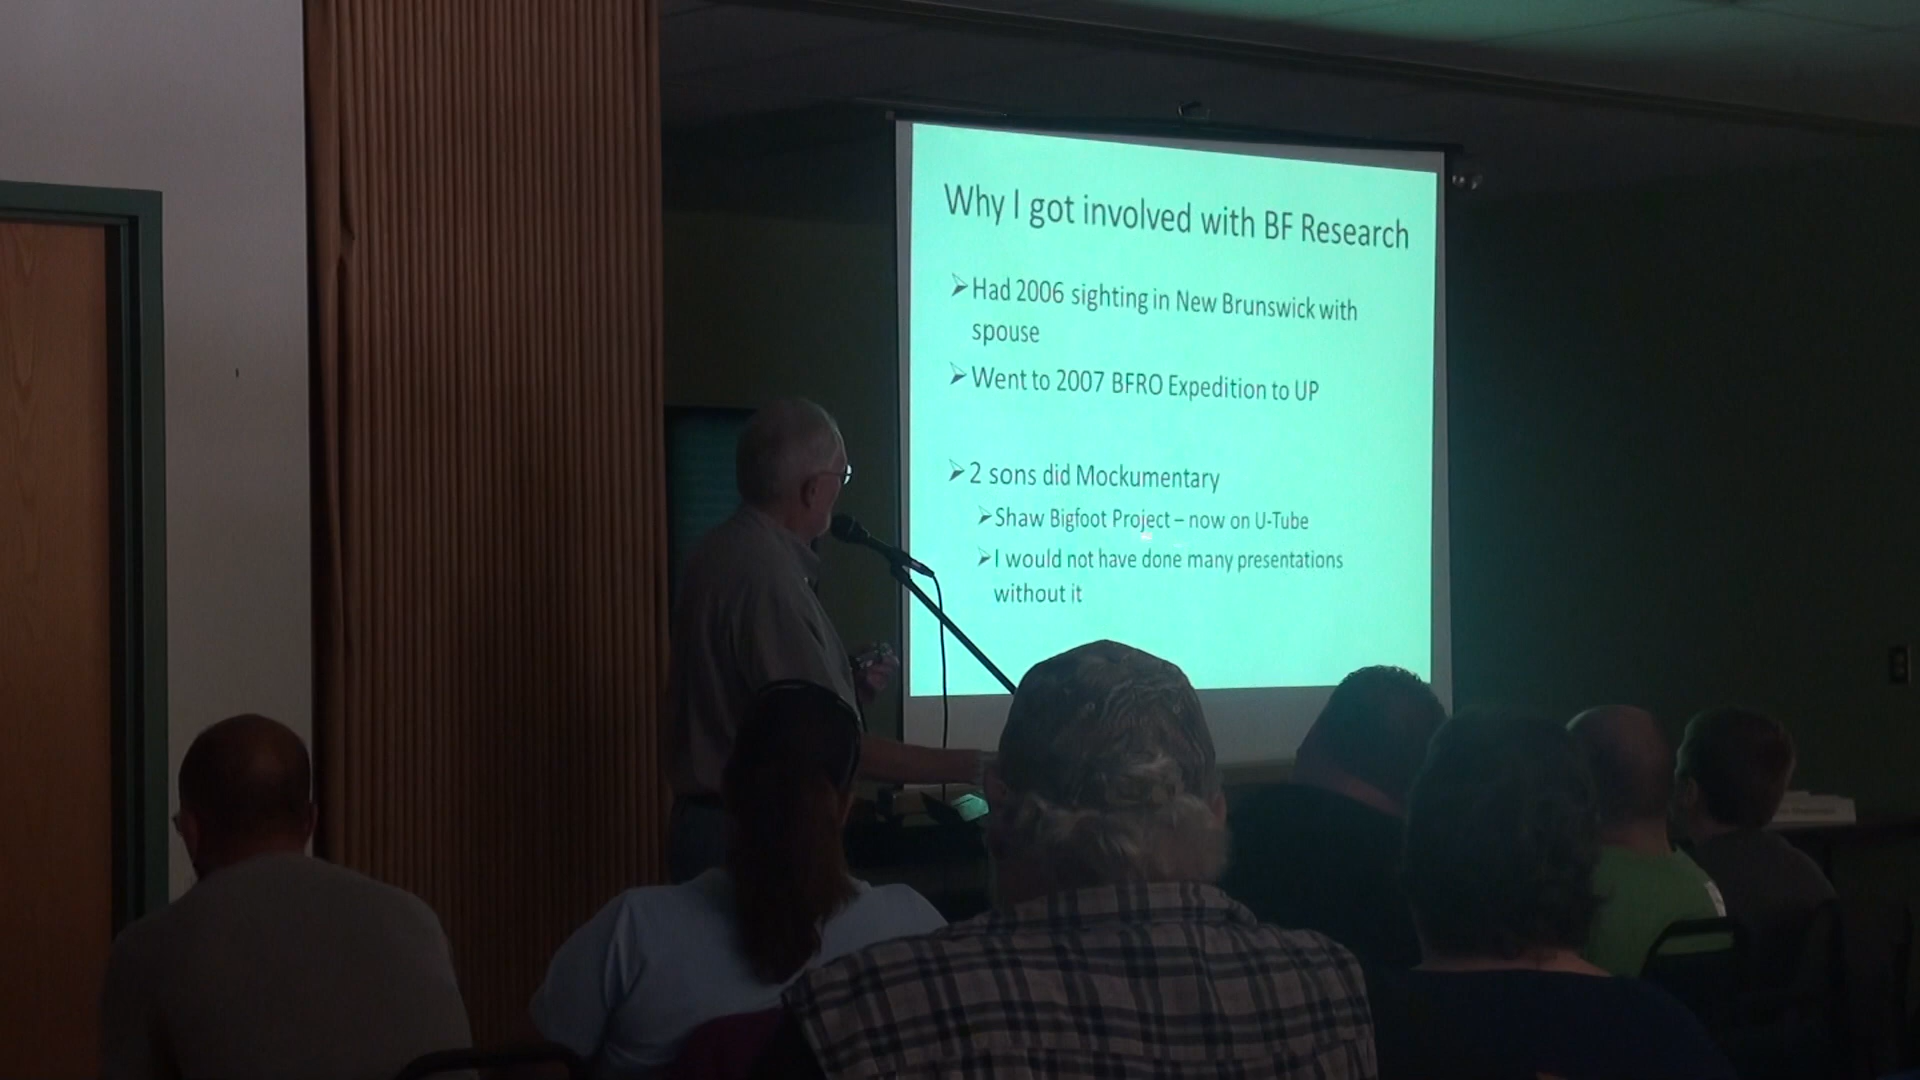 Why I got involved with BF Research
➢Had 2006 sighting in New Brunswick with
spouse
➢Went to 2007 BFRO Expedition to UP
➢2 sons did Mockumentary
➢Shaw Bigfoot Project – now on U-Tube
➢I would not have done many presentations
without it